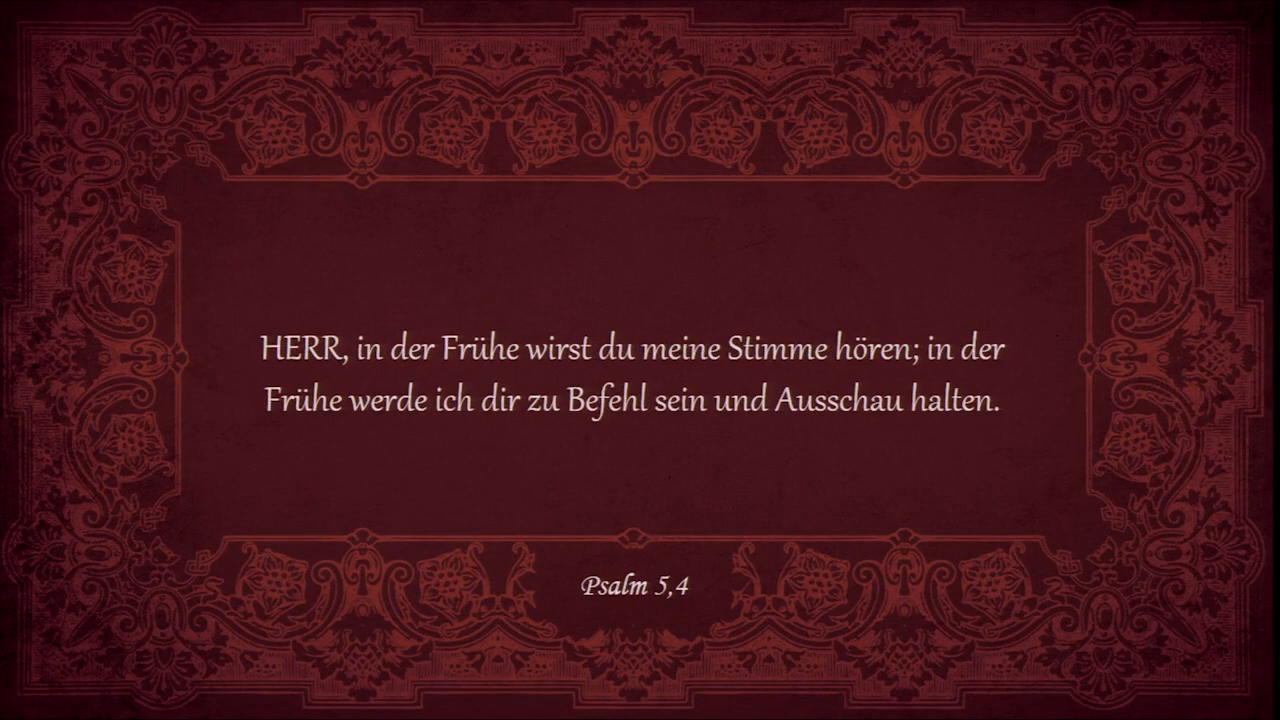 HERR, in der Frühe wirst du meine Stimme hören; in der
Frühe werde ich dir zu Befehl sein und Ausschau halten.
Psalm 5,4